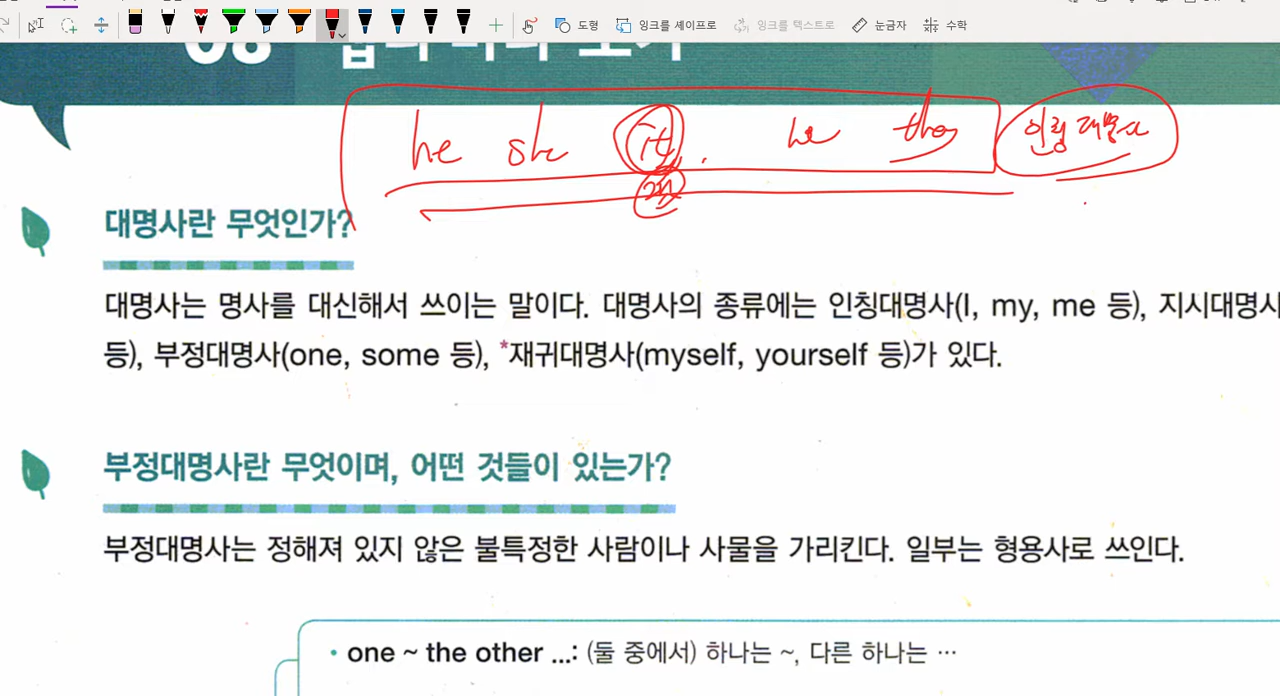 도형 잉크를 셰이프로 잉크를 텍스트로 눈금자 수학
08
he she it, he they 인칭대명사
대명사란 무엇인가?
대명사는 명사를 대신해서 쓰이는 말이다. 대명사의 종류에는 인칭대명사(I, my, me 등), 지시대명사
등), 부정대명사(one, some 등), *재귀대명사(myself, yourself 등)가 있다.
부정대명사란 무엇이며, 어떤 것들이 있는가?
부정대명사는 정해져 있지 않은 불특정한 사람이나 사물을 가리킨다. 일부는 형용사로 쓰인다.
• one ~ the other ...: (둘 중에서) 하나는 ~, 다른 하나는 …